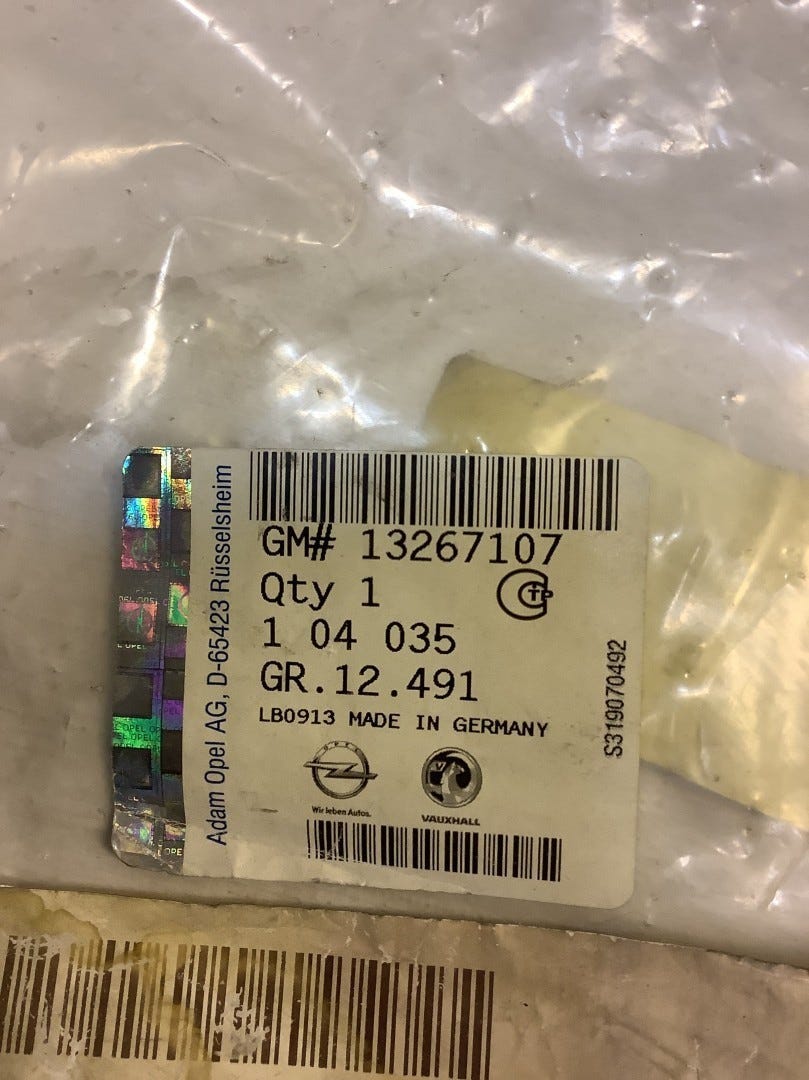 Adam Opel AG, D-65423 Rüsselsheim
GM# 13267107
Qty 1
1 04 035
GR.12.491
LB0913 MADE IN GERMANY
S319070492
OPEL
Wir leben Autos.
VAUXHALL